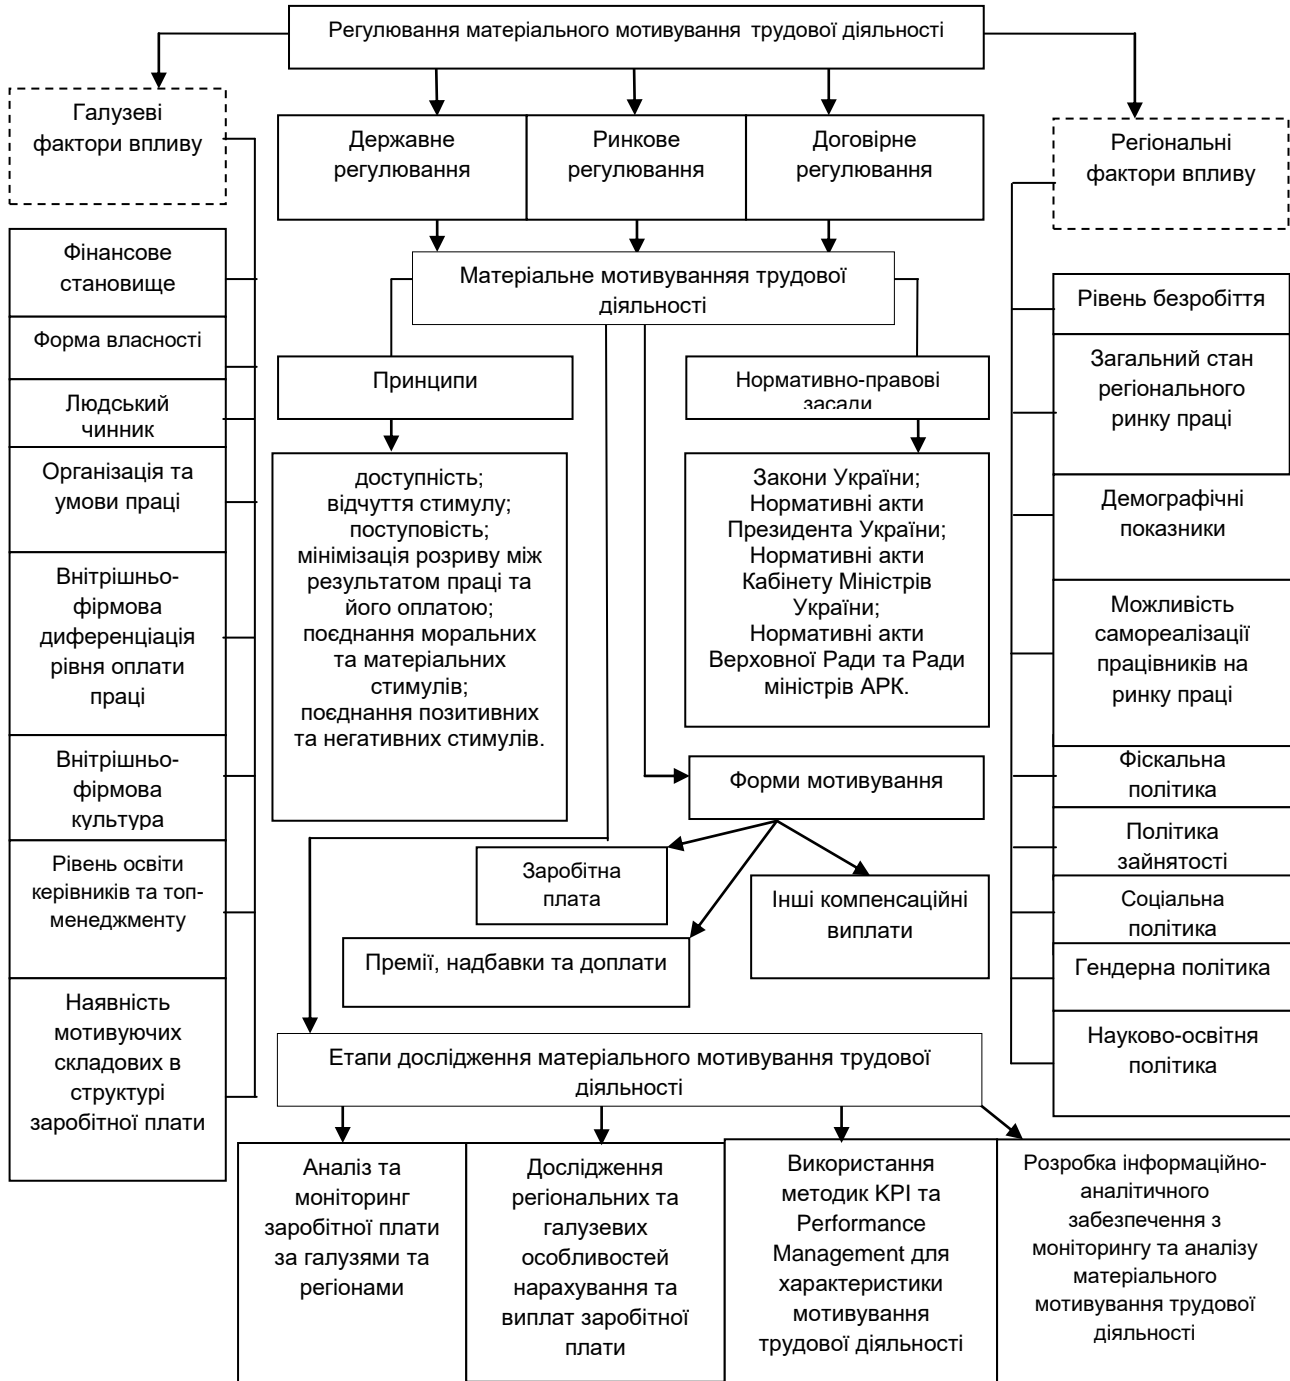 Регулювання матеріального мотивування трудової діяльності
Галузеві
фактори впливу
Державне
регулювання
Ринкове
регулювання
Договірне
регулювання
Регіональні
фактори впливу
Матеріальне мотивуванняя трудової
діяльності
Фінансове
становище
Форма власності
Людський
чинник
Організація та
умови праці
Внітрішньо-
фірмова
диференціація
рівня оплати
праці
Внітрішньо-
фірмова
культура
Рівень освіти
керівників та топ-
менеджменту
Наявність
мотивуючих
складових в
структурі
заробітної плати
Принципи
доступність;
відчуття стимулу;
поступовість;
мінімізація розриву між
результатом праці та
його оплатою;
поєднання моральних
та матеріальних
стимулів;
поєднання позитивних
та негативних стимулів.
Нормативно-правові
засади
Закони України;
Нормативні акти
Президента України;
Нормативні акти
Кабінету Міністрів
України;
Нормативні акти
Верховної Ради та Ради
міністрів АРК.
Рівень безробіття
Загальний стан
регіонального
ринку праці
Демографічні
показники
Можливість
самореалізації
працівників на
ринку праці
Фіскальна
політика
Політика
зайнятості
Соціальна
політика
Гендерна політика
Науково-освітня
політика
Форми мотивування
Заробітна
плата
Інші компенсаційні
виплати
Премії, надбавки та доплати
Етапи дослідження матеріального мотивування трудової
діяльності
Аналіз та
моніторинг
заробітної плати
за галузями та
регіонами
Дослідження
регіональних та
галузевих
особливостей
нарахування та
виплат заробітної
плати
Використання
методик KPI та
Performance
Management для
характеристики
мотивування
трудової діяльності
Розробка інформаційно-
аналітичного
забезпечення з
моніторингу та аналізу
матеріального
мотивування трудової
діяльності